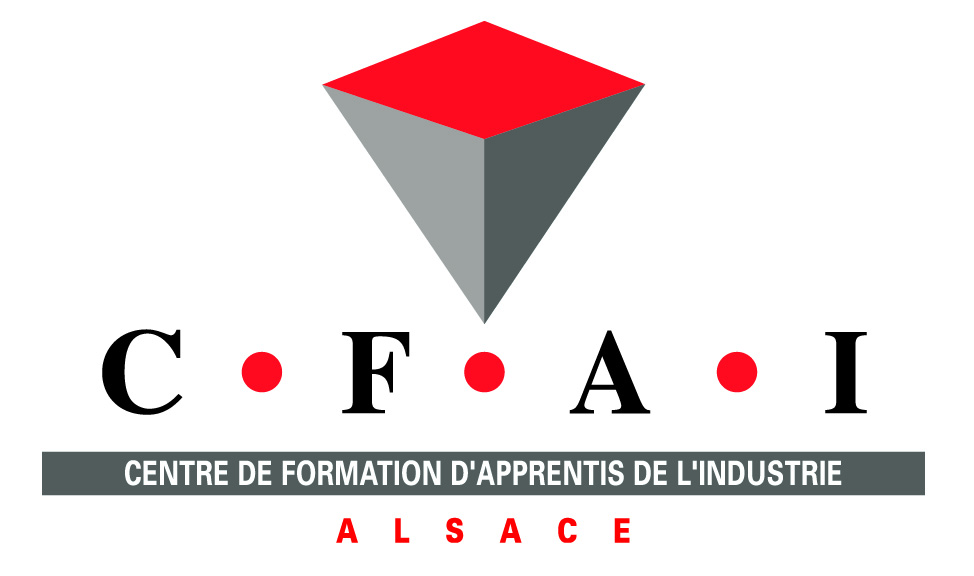 C • F • A • I
CENTRE DE FORMATION D'APPRENTIS DE L'INDUSTRIE
ALSACE